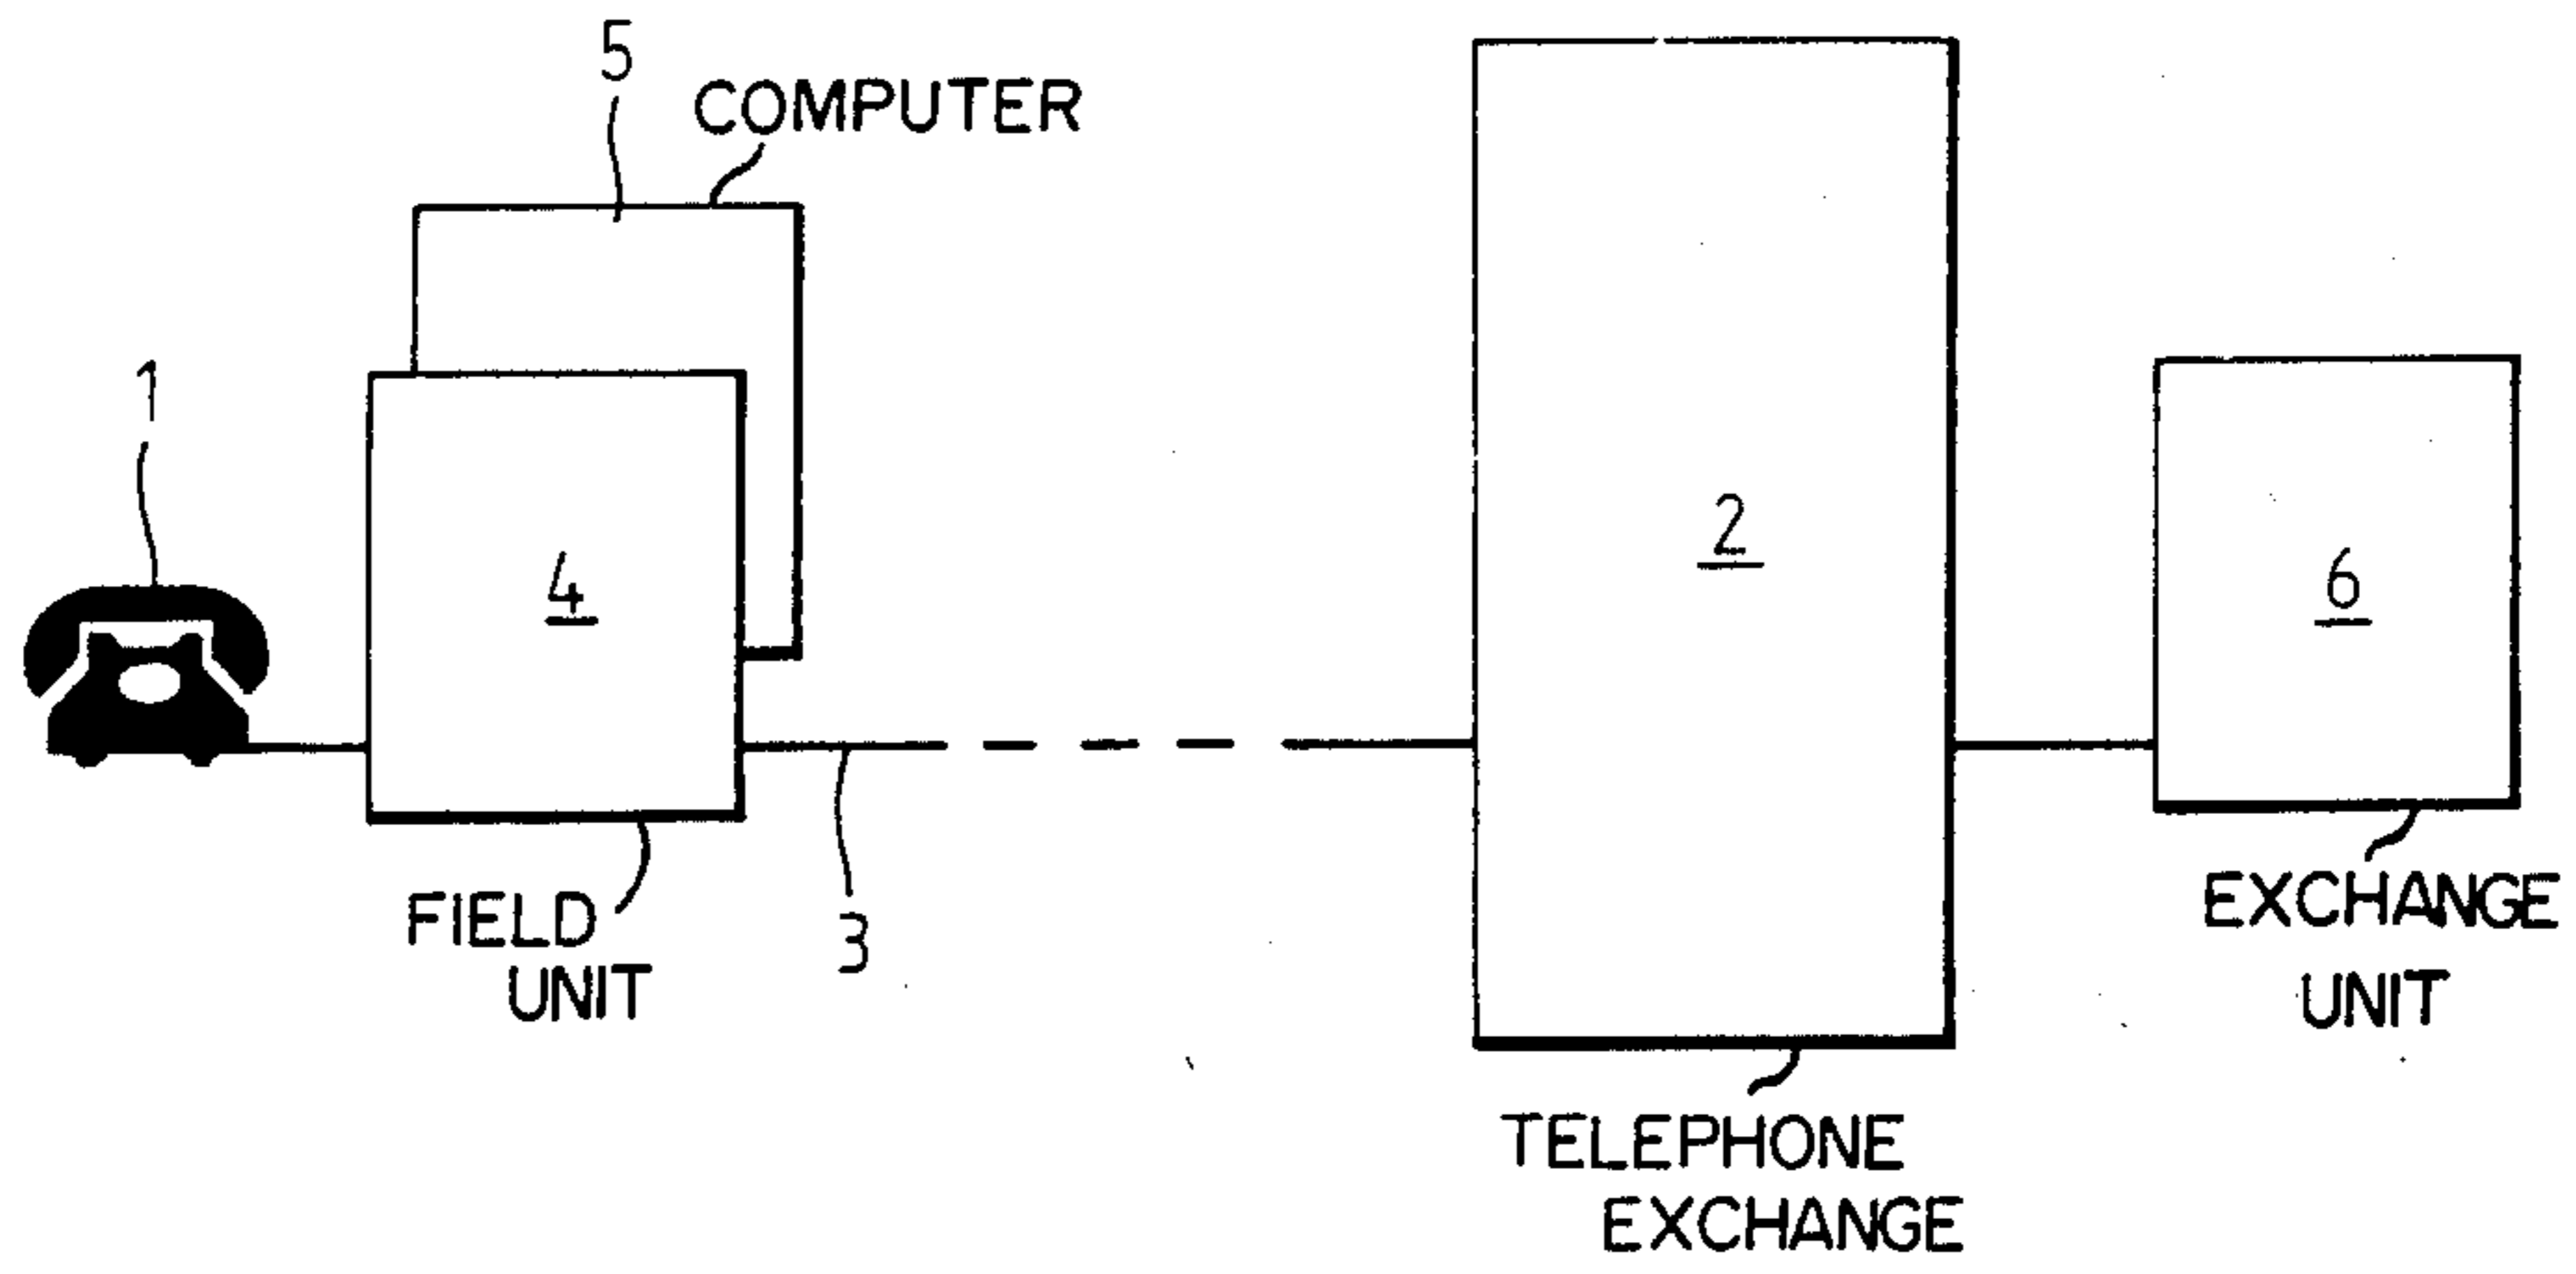 5
COMPUTER
1
4
2
6
FIELD
UNIT
3
EXCHANGE
UNIT
TELEPHONE
EXCHANGE